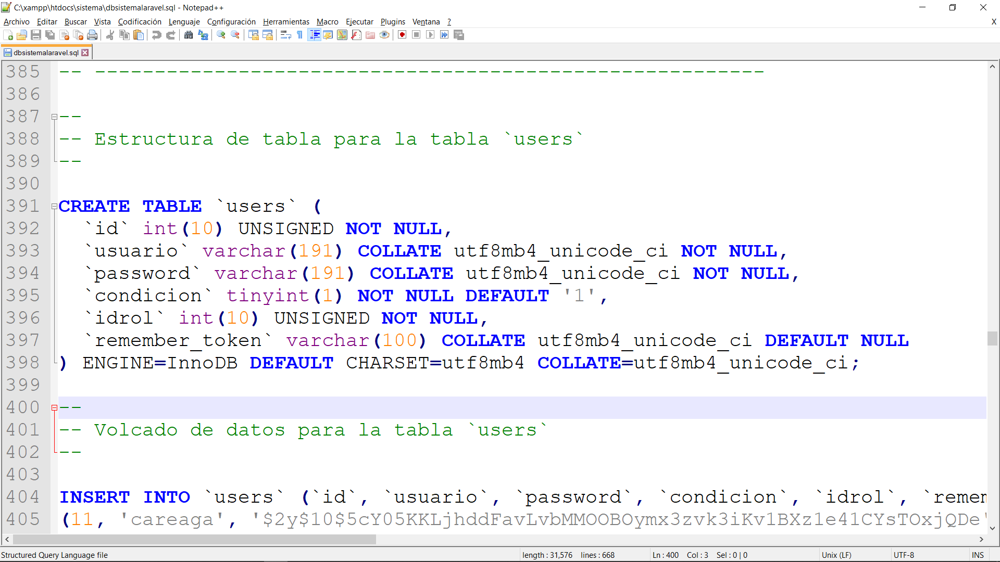 C:\xampp\htdocs\sistema\dbsistemalaravel.sql - Notepad++
Archivo Editar Buscar Vista Codificación Lenguaje Configuración Herramientas Macro Ejecutar Plugins Ventana ? X
dbsistemalaravel.sql
385 -- --------------------------------------------------------
386
387 --
388 -- Estructura de tabla para la tabla `users`
389 --
390
391 CREATE TABLE `users` (
392 `id` int(10) UNSIGNED NOT NULL,
393 `usuario` varchar(191) COLLATE utf8mb4_unicode_ci NOT NULL,
394 `password` varchar(191) COLLATE utf8mb4_unicode_ci NOT NULL,
395 `condicion` tinyint(1) NOT NULL DEFAULT '1',
396 `idrol` int(10) UNSIGNED NOT NULL,
397 `remember_token` varchar(100) COLLATE utf8mb4_unicode_ci DEFAULT NULL
398 ) ENGINE=InnoDB DEFAULT CHARSET=utf8mb4 COLLATE=utf8mb4_unicode_ci;
399
400 --
401 -- Volcado de datos para la tabla `users`
402 --
403
404 INSERT INTO `users` (`id`, `usuario`, `password`, `condicion`, `idrol`, `remem
405 (11, 'careaga', '$2y$10$5cY05KKLjhddFavLvbMMOOBOymx3zvk3iKv1BXz1e41CYsTOxjQDe'
Structured Query Language file length : 31,576 lines : 668 Ln : 400 Col : 3 Sel : 0 | 0 Unix (LF) UTF-8 INS